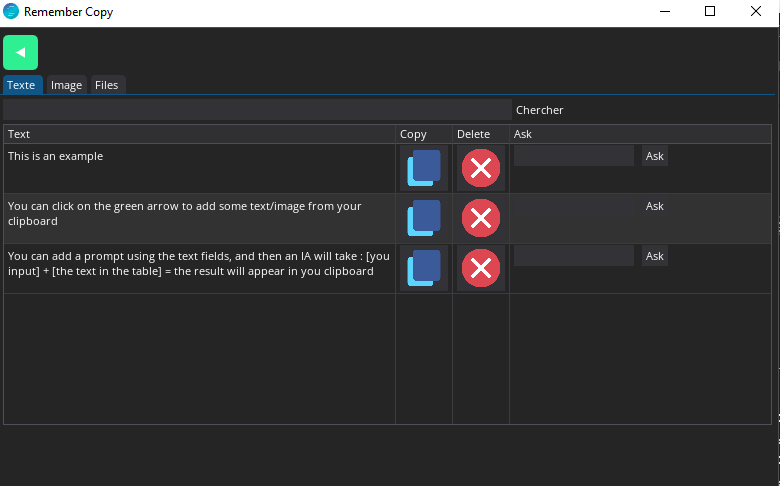 Remember Copy
Texte Image Files
Chercher
Text Copy Delete Ask
This is an example
Ask
You can click on the green arrow to add some text/image from your
clipboard
Ask
You can add a prompt using the text fields, and then an IA will take : [you
input] + [the text in the table] = the result will appear in you clipboard
Ask